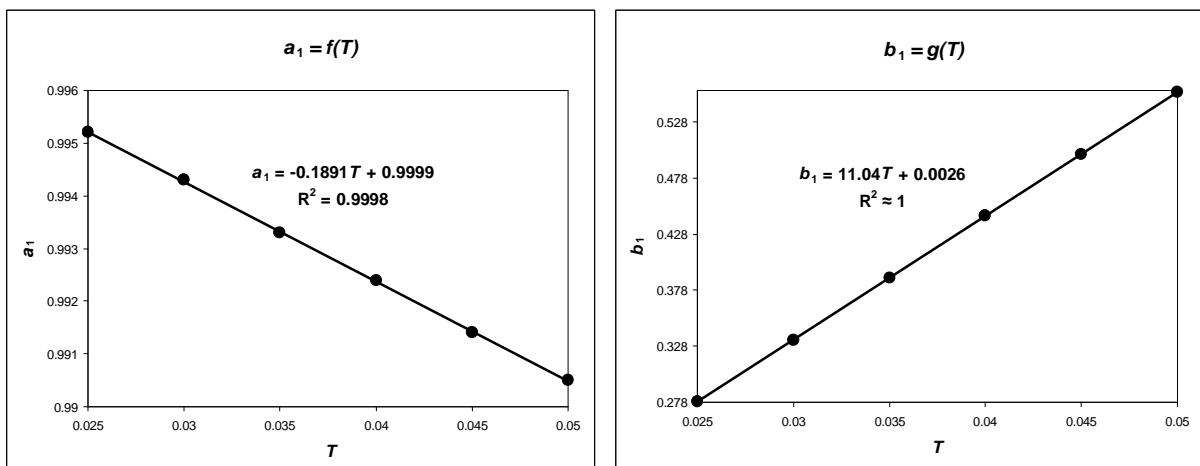 a₁ = f(T)
0.996
0.995
0.994
0.993
0.992
0.991
0.99
a₁
a₁ = -0.1891T + 0.9999
R² = 0.9998
0.025 0.03 0.035 0.04 0.045 0.05
T
b₁ = g(T)
0.528
0.478
0.428
0.378
0.328
0.278
b₁
b₁ = 11.04T + 0.0026
R² ≈ 1
0.025 0.03 0.035 0.04 0.045 0.05
T